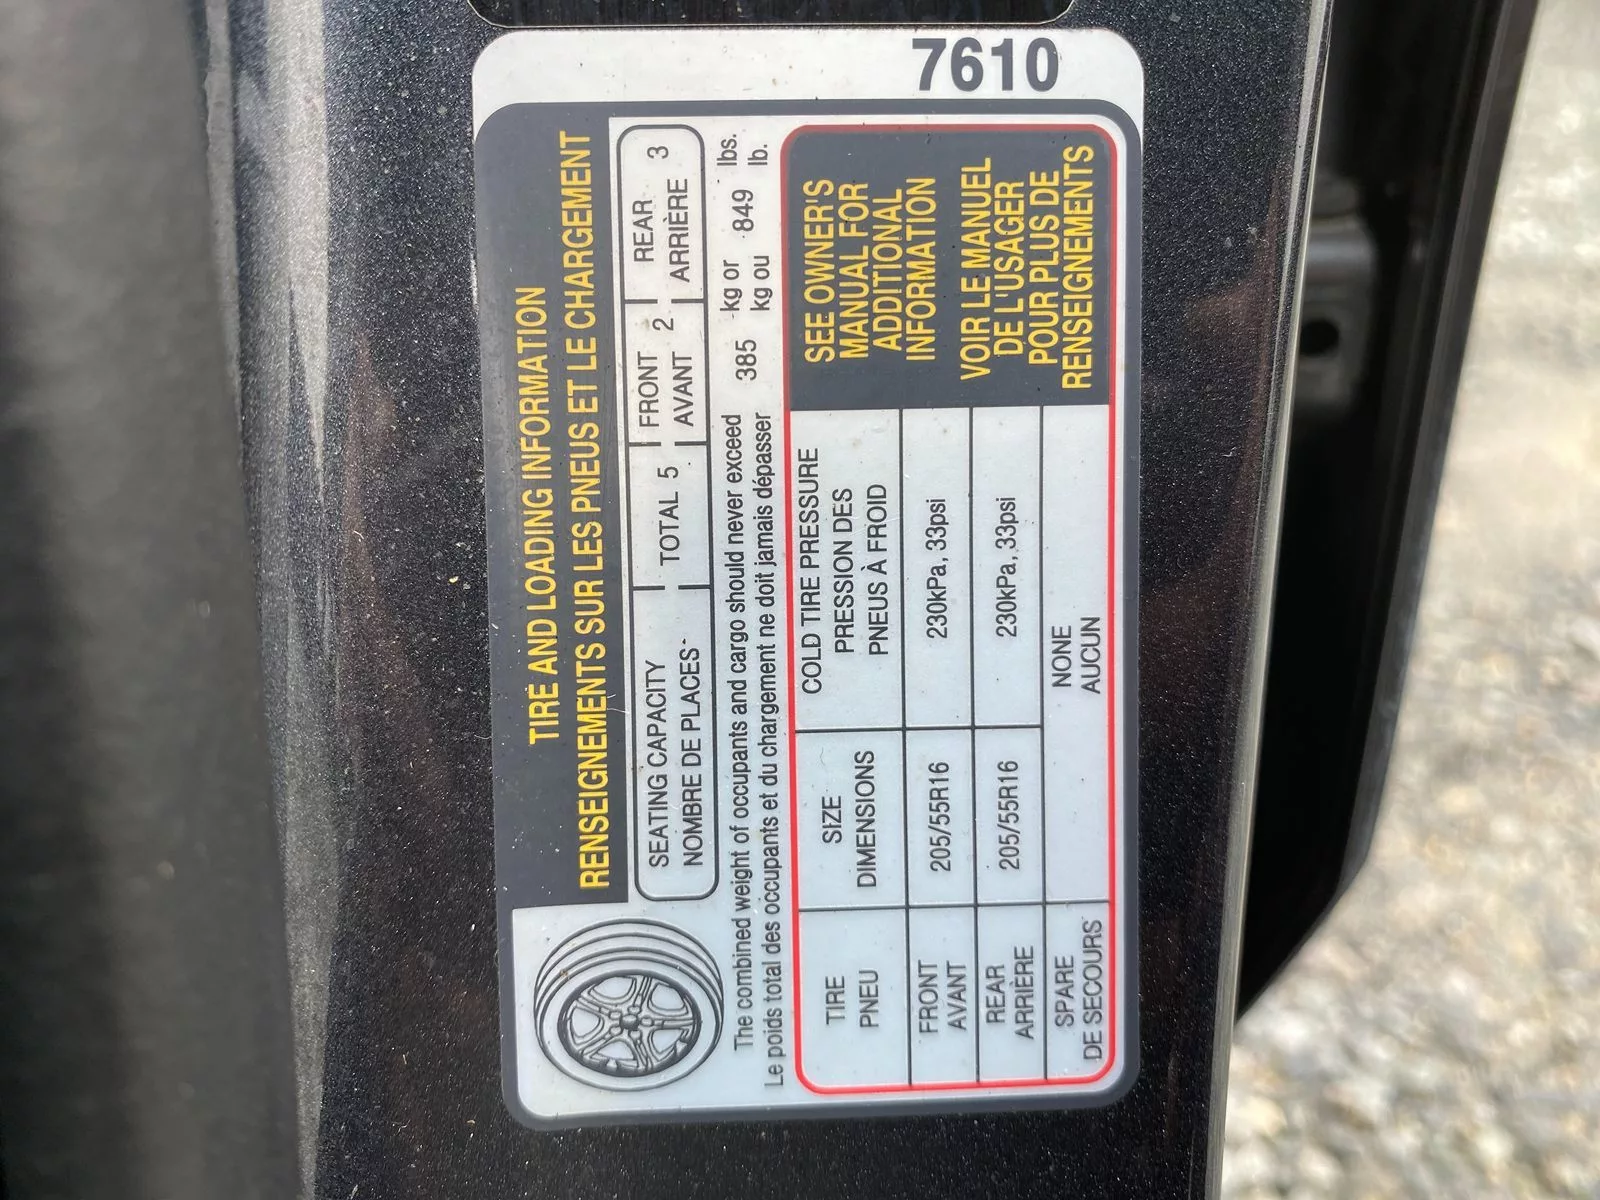 7610
TIRE AND LOADING INFORMATION
RENSEIGNEMENTS SUR LES PNEUS ET LE CHARGEMENT
SEATING CAPACITY TOTAL 5 FRONT 2 REAR 3
NOMBRE DE PLACES AVANT ARRIÈRE
The combined weight of occupants and cargo should never exceed 385 kg or 849 lbs.
Le poids total des occupants et du chargement ne doit jamais dépasser kg ou lb.
TIRE SIZE COLD TIRE PRESSURE
PNEU DIMENSIONS PRESSION DES
PNEUS À FROID
FRONT 205/55R16 230kPa, 33psi
AVANT
REAR 205/55R16 230kPa, 33psi
ARRIÈRE
SPARE NONE
DE SECOURS AUCUN
SEE OWNER'S
MANUAL FOR
ADDITIONAL
INFORMATION
VOIR LE MANUEL
DE L'USAGER
POUR PLUS DE
RENSEIGNEMENTS